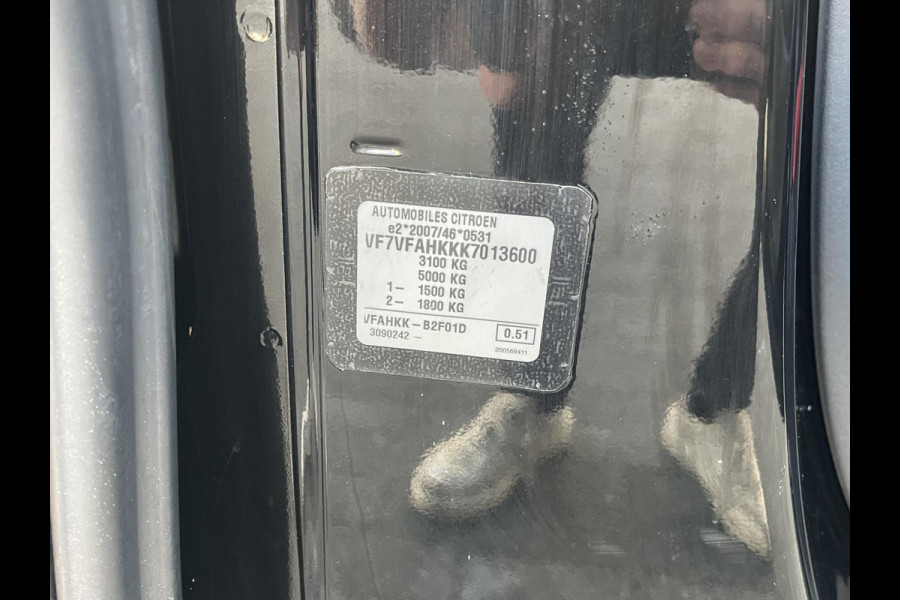 AUTOMOBILES CITROEN
e2*2007/46*0531
VF7VFAHKKK7013600
3100 KG
5000 KG
1– 1500 KG
2– 1800 KG
VFAHKK – B2F01D 0.51
3090242 –
200569411